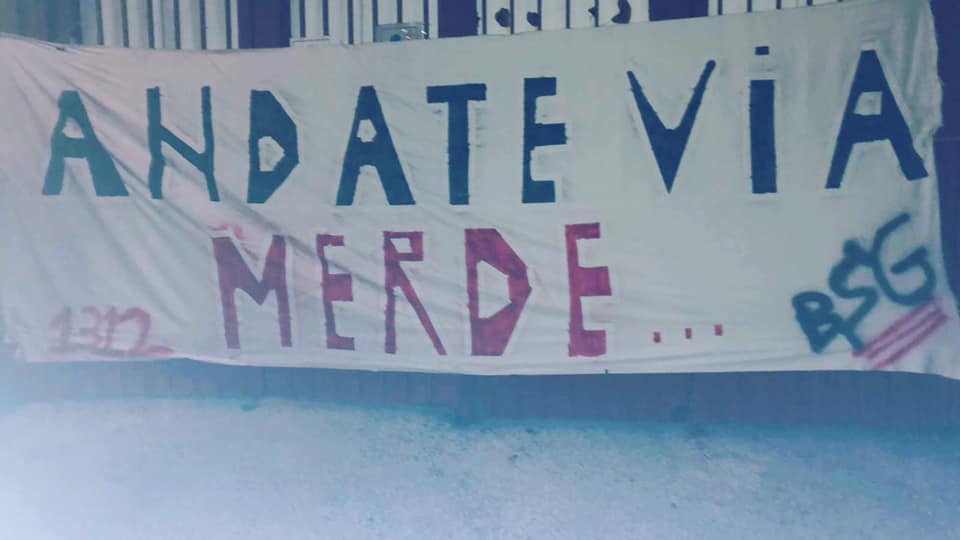 ANDATE ViA
MERDE...
1312
BSG